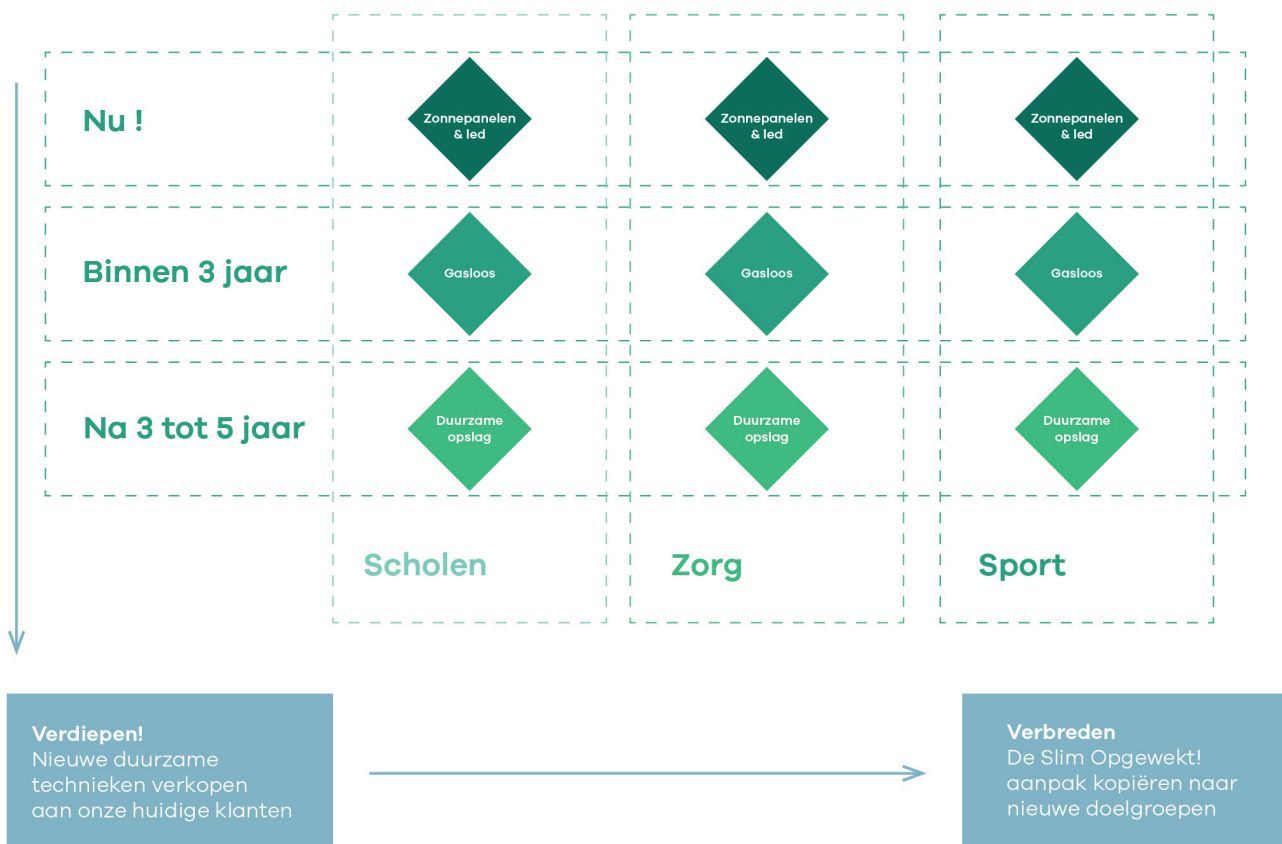 Nu !
Zonnepanelen
& led
Zonnepanelen
& led
Zonnepanelen
& led
Binnen 3 jaar
Gasloos
Gasloos
Gasloos
Na 3 tot 5 jaar
Duurzame
opslag
Duurzame
opslag
Duurzame
opslag
Scholen
Zorg
Sport
Verdiepen!
Nieuwe duurzame
technieken verkopen
aan onze huidige klanten
Verbreden
De Slim Opgewekt!
aanpak kopiëren naar
nieuwe doelgroepen